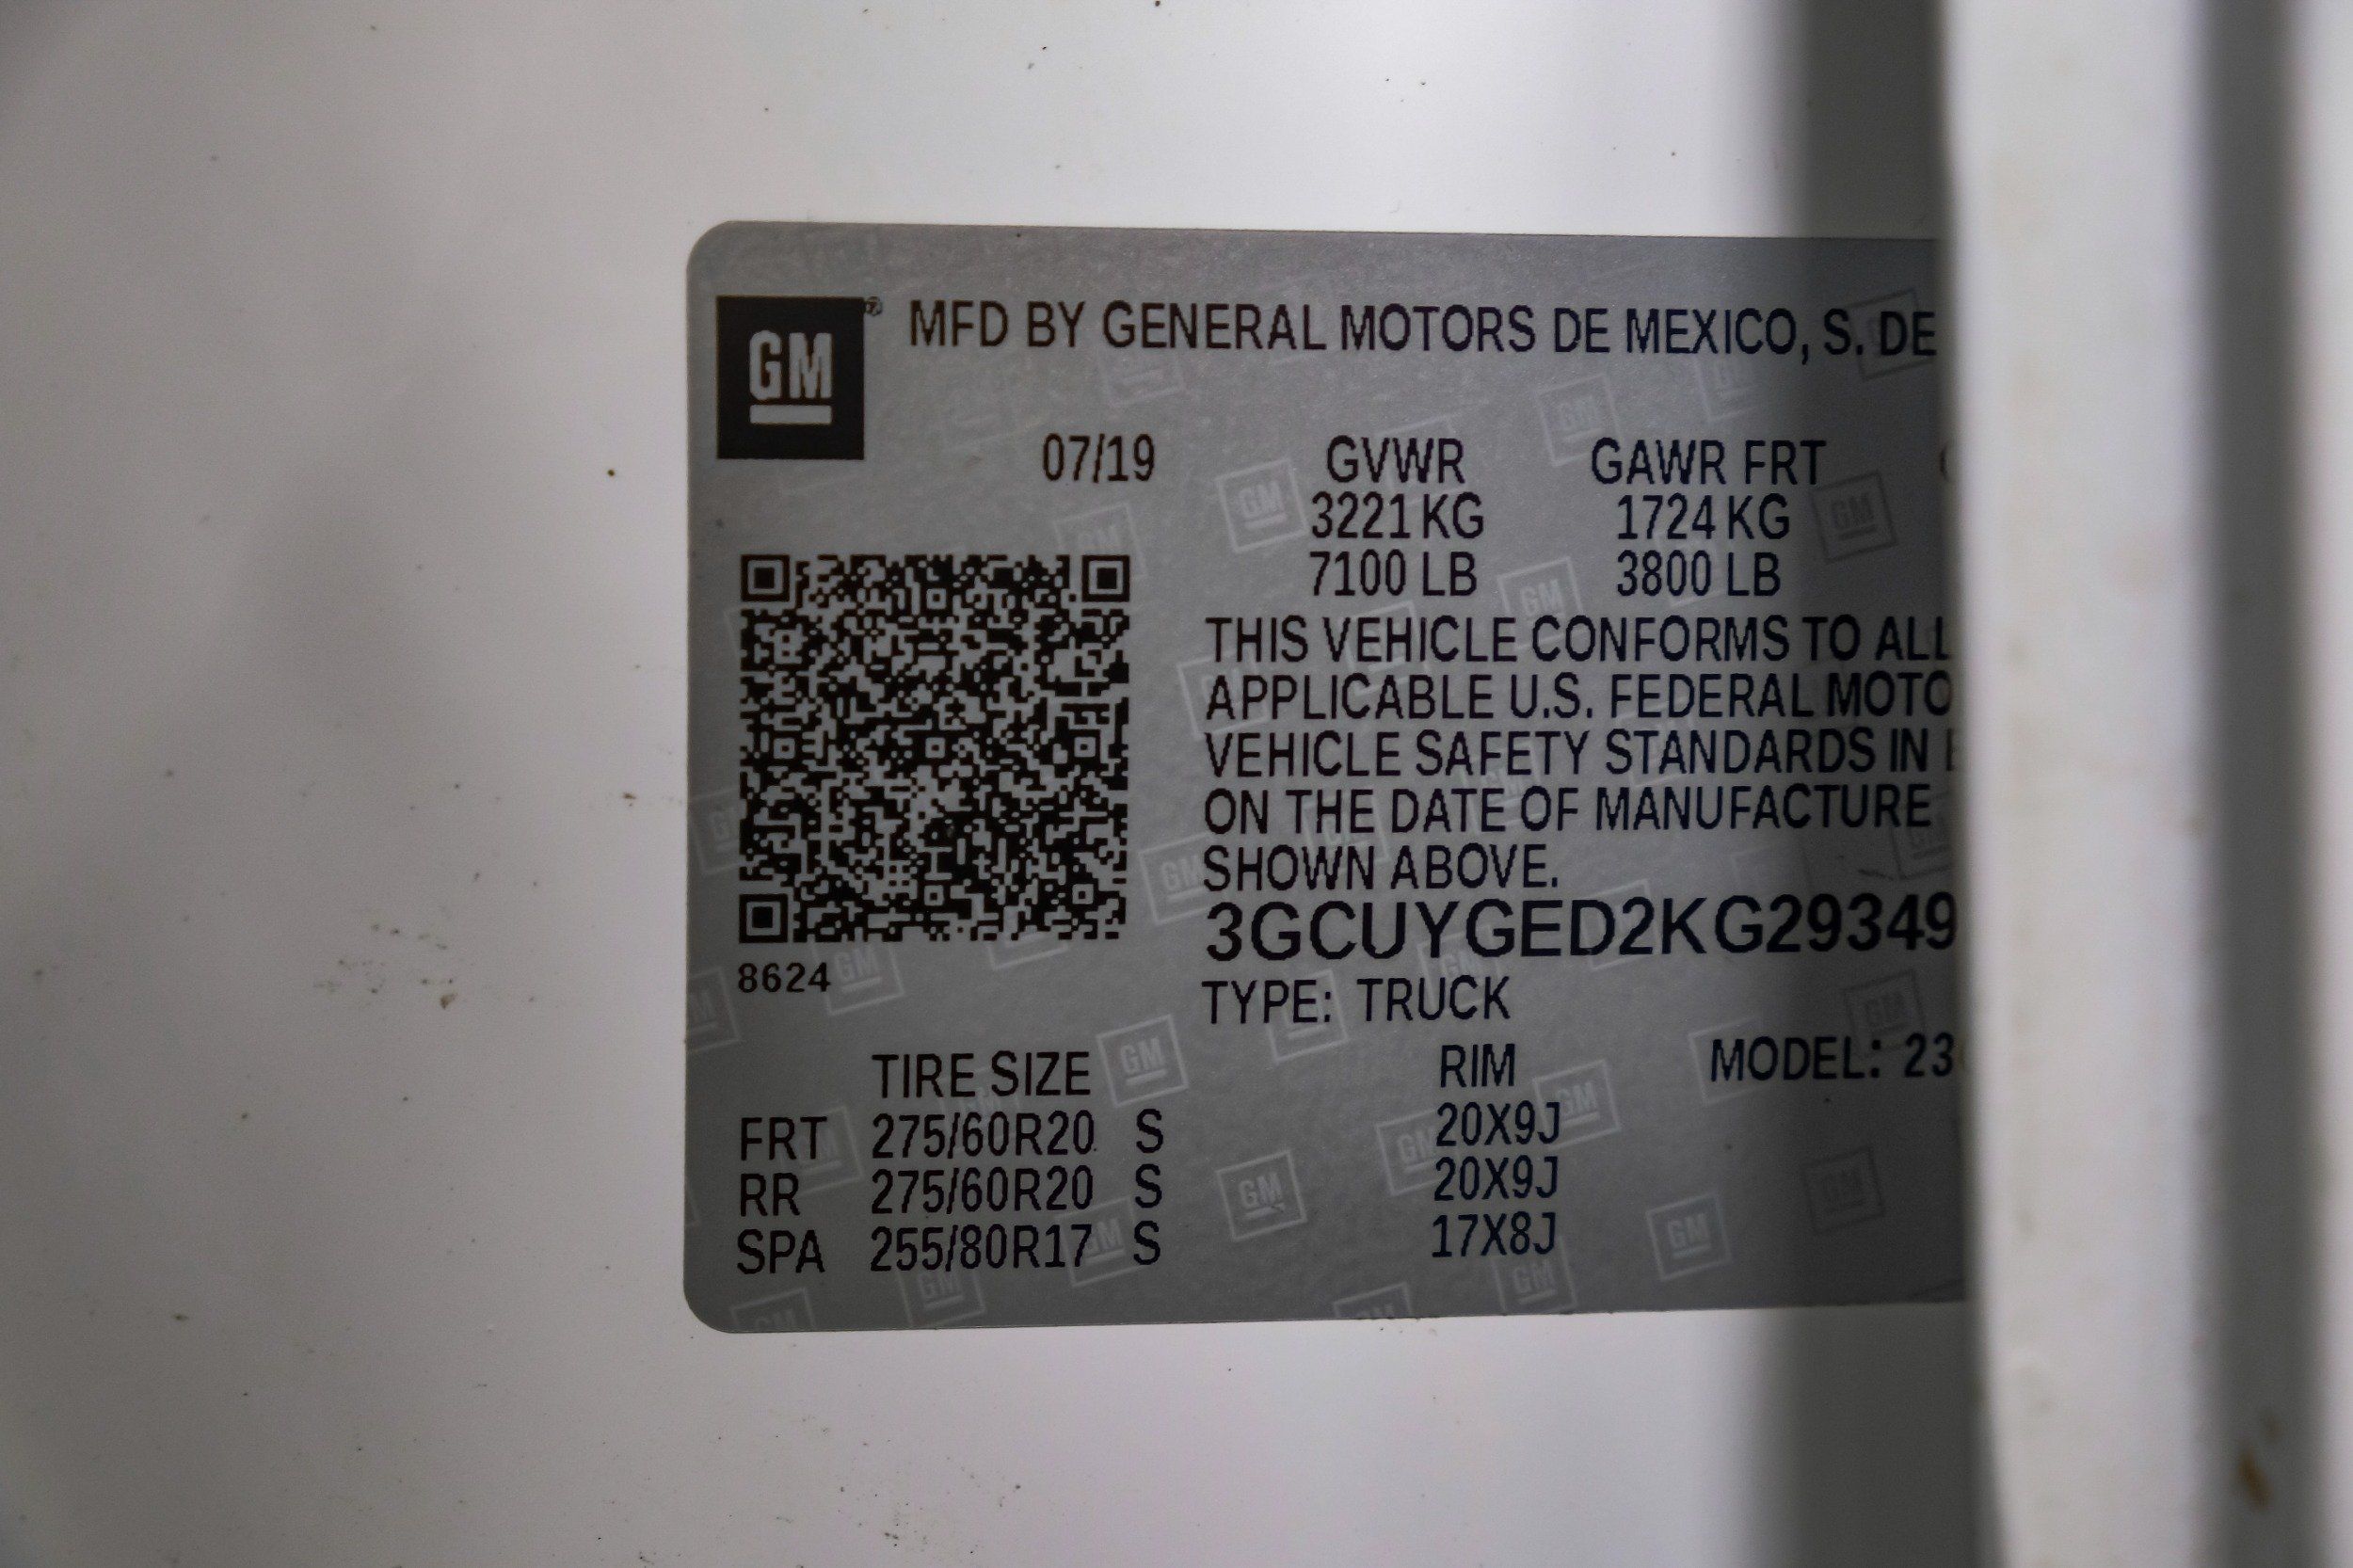 GM
MFD BY GENERAL MOTORS DE MEXICO, S. DE
07/19 GVWR GAWR FRT
3221 KG 1724 KG
7100 LB 3800 LB
THIS VEHICLE CONFORMS TO ALL
APPLICABLE U.S. FEDERAL MOTO
VEHICLE SAFETY STANDARDS IN
ON THE DATE OF MANUFACTURE
SHOWN ABOVE.
3GCUYGED2KG29349
8624
TYPE: TRUCK
TIRE SIZE RIM MODEL: 23
FRT 275/60R20 S 20X9J
RR 275/60R20 S 20X9J
SPA 255/80R17 S 17X8J